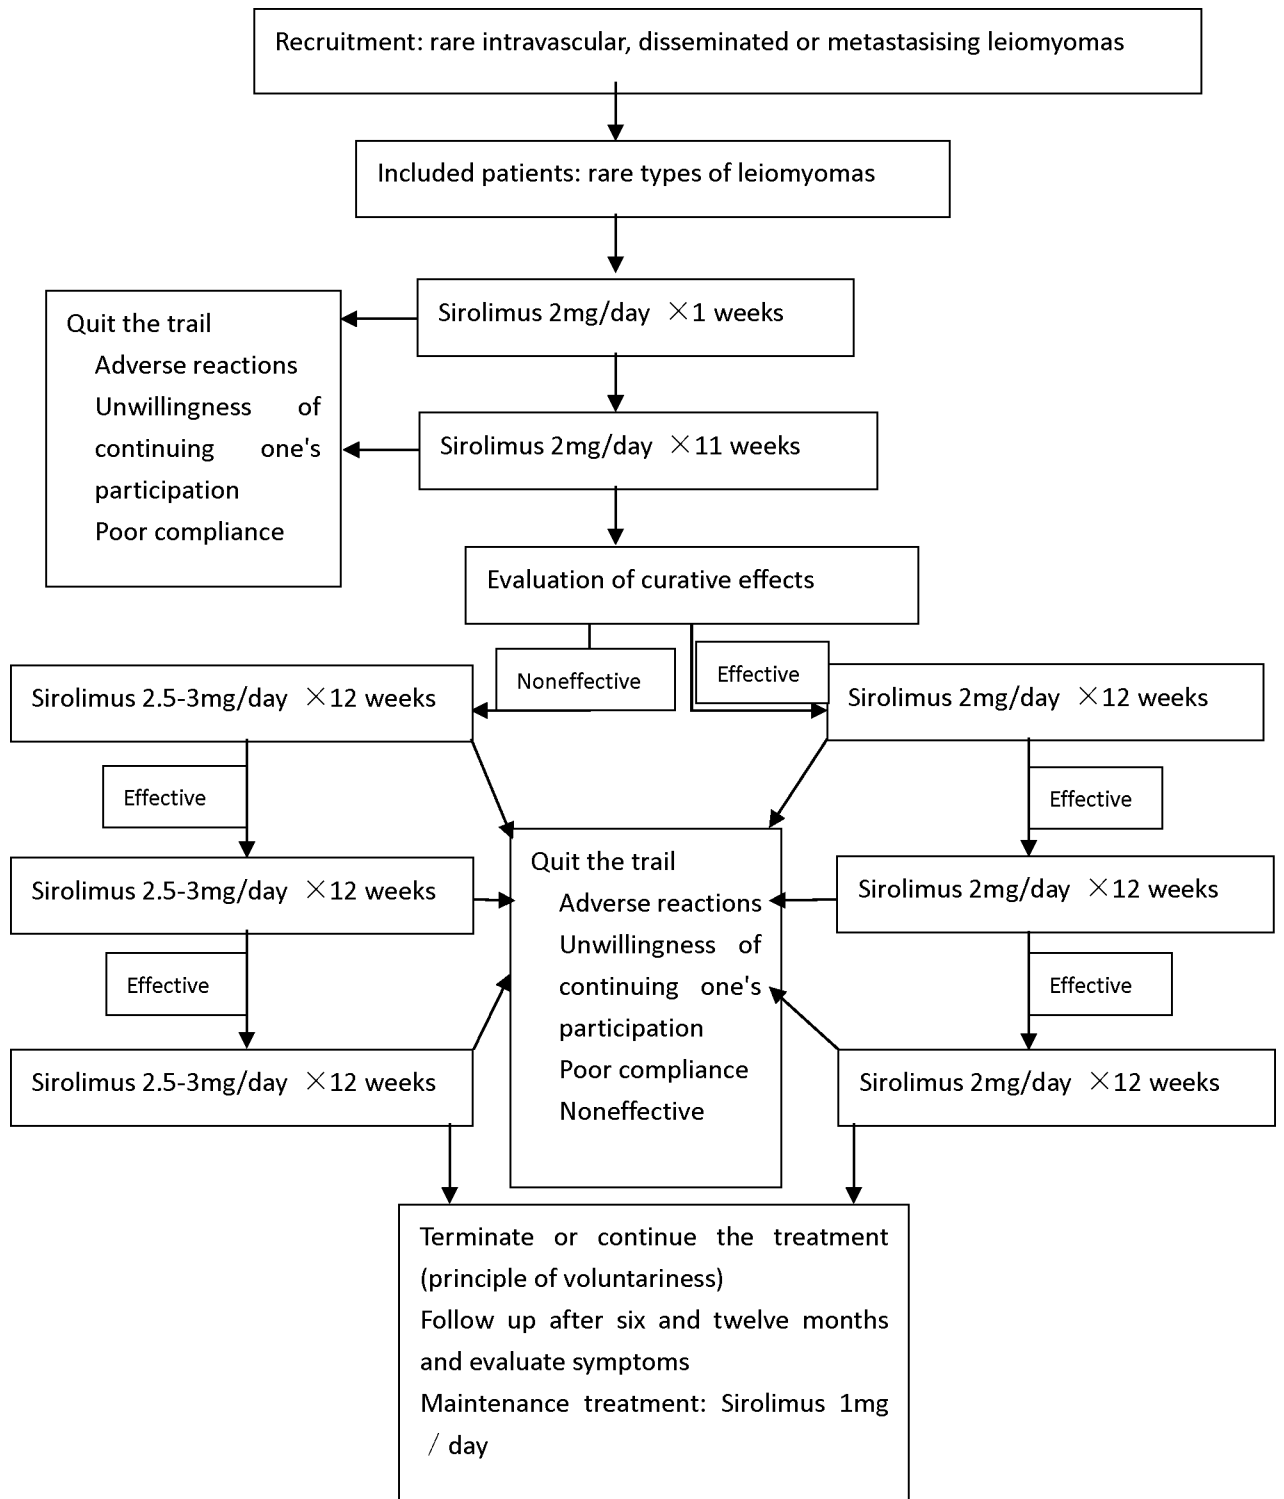 Recruitment: rare intravascular, disseminated or metastasising leiomyomas
Included patients: rare types of leiomyomas
Sirolimus 2mg/day ×1 weeks
Quit the trail
Adverse reactions
Unwillingness of
continuing one's
participation
Poor compliance
Sirolimus 2mg/day ×11 weeks
Evaluation of curative effects
Noneffective
Effective
Sirolimus 2.5-3mg/day ×12 weeks
Sirolimus 2mg/day ×12 weeks
Effective
Effective
Sirolimus 2.5-3mg/day ×12 weeks
Quit the trail
Adverse reactions
Unwillingness of
continuing one's
participation
Poor compliance
Noneffective
Sirolimus 2mg/day ×12 weeks
Effective
Effective
Sirolimus 2.5-3mg/day ×12 weeks
Sirolimus 2mg/day ×12 weeks
Terminate or continue the treatment
(principle of voluntariness)
Follow up after six and twelve months
and evaluate symptoms
Maintenance treatment: Sirolimus 1mg
/ day